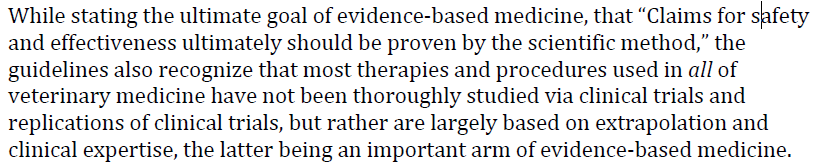 While stating the ultimate goal of evidence-based medicine, that “Claims for safety
and effectiveness ultimately should be proven by the scientific method,” the
guidelines also recognize that most therapies and procedures used in all of
veterinary medicine have not been thoroughly studied via clinical trials and
replications of clinical trials, but rather are largely based on extrapolation and
clinical expertise, the latter being an important arm of evidence-based medicine.